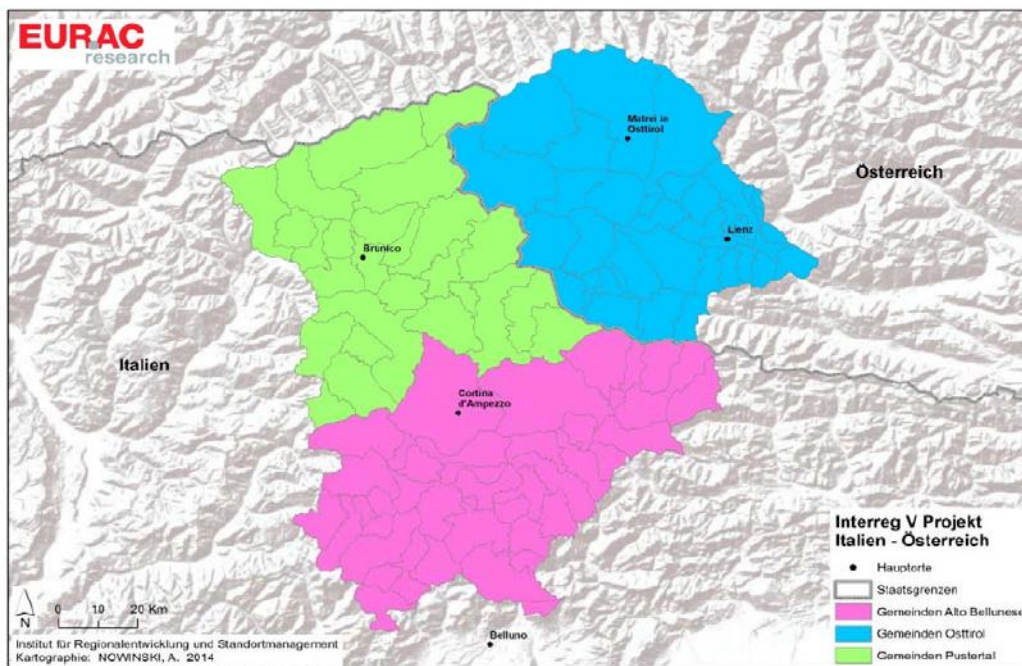 EURAC
research
Matrei in
Osttirol
Österreich
Lienz
Brunico
Italien
Cortina
d'Ampezzo
Interreg V Projekt
Italien - Österreich
Hauptorte
Staatsgrenzen
Gemeinden Alto Bellunese
Gemeinden Osttirol
Gemeinden Pustertal
N
0 10 20 Km
Belluno
Institut für Regionalentwicklung und Standortmanagement
Kartographie: NOWINSKI, A. 2014